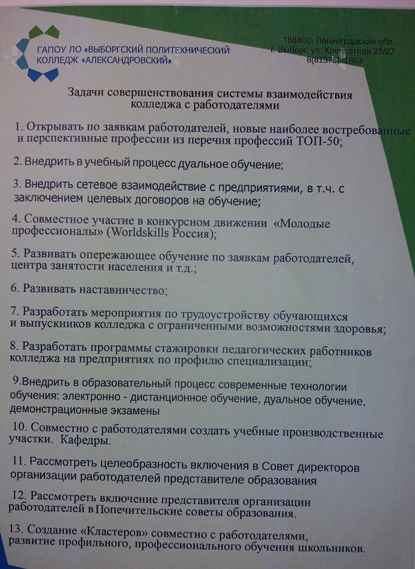 ГАПОУ ЛО «ВЫБОРГСКИЙ ПОЛИТЕХНИЧЕСКИЙ
КОЛЛЕДЖ «АЛЕКСАНДРОВСКИЙ»
188800, Ленинградская обл.
г. Выборг, ул. Крепостная 25/27
Задачи совершенствования системы взаимодействия
колледжа с работодателями
1. Открывать по заявкам работодателей, новые наиболее востребованные
и перспективные профессии из перечня профессий ТОП-50;
2. Внедрить в учебный процесс дуальное обучение;
3. Внедрить сетевое взаимодействие с предприятиями, в т.ч. с
заключением целевых договоров на обучение;
4. Совместное участие в конкурсном движении «Молодые
профессионалы» (Worldskills Россия);
5. Развивать опережающее обучение по заявкам работодателей,
центра занятости населения и т.д.;
6. Развивать наставничество;
7. Разработать мероприятия по трудоустройству обучающихся
и выпускников колледжа с ограниченными возможностями здоровья;
8. Разработать программы стажировки педагогических работников
колледжа на предприятиях по профилю специализации;
9.Внедрить в образовательный процесс современные технологии
обучения: электронно - дистанционное обучение, дуальное обучение,
демонстрационные экзамены
10. Совместно с работодателями создать учебные производственные
участки. Кафедры.
11. Рассмотреть целеобразность включения в Совет директоров
организации работодателей представителе образования
12. Рассмотреть включение представителя организации
работодателей в Попечительские советы образования.
13. Создание «Кластеров» совместно с работодателями,
развитие профильного, профессионального обучения школьников.